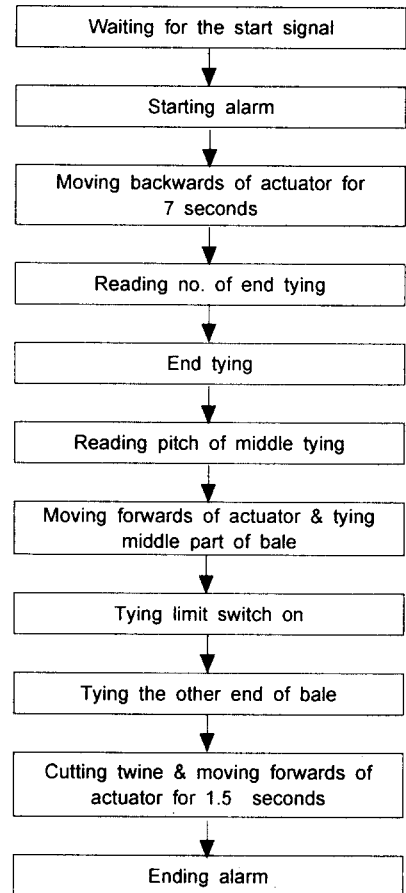 Waiting for the start signal
Starting alarm
Moving backwards of actuator for
7 seconds
Reading no. of end tying
End tying
Reading pitch of middle tying
Moving forwards of actuator & tying
middle part of bale
Tying limit switch on
Tying the other end of bale
Cutting twine & moving forwards of
actuator for 1.5 seconds
Ending alarm